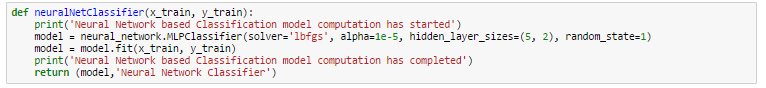 def neuralNetClassifier(x_train, y_train):
    print('Neural Network based Classification model computation has started')
    model = neural_network.MLPClassifier(solver='lbfgs', alpha=1e-5, hidden_layer_sizes=(5, 2), random_state=1)
    model = model.fit(x_train, y_train)
    print('Neural Network based Classification model computation has completed')
    return (model,'Neural Network Classifier')